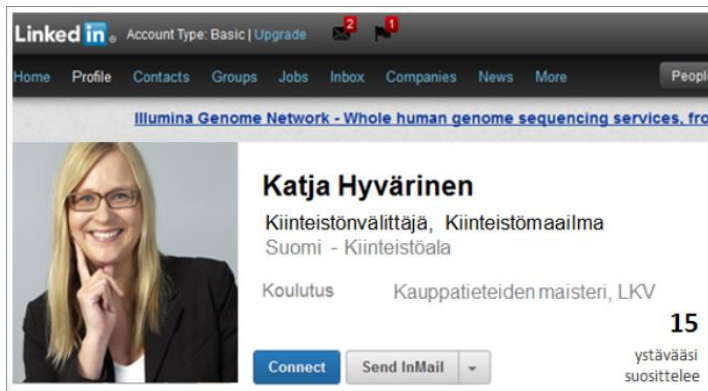 Linked in® Account Type: Basic | Upgrade 2 1
Home Profile Contacts Groups Jobs Inbox Companies News More People
Illumina Genome Network - Whole human genome sequencing services, fro
Katja Hyvärinen
Kiinteistönvälittäjä, Kiinteistömaailma
Suomi - Kiinteistöala
Koulutus Kauppatieteiden maisteri, LKV
15
Connect Send InMail ystävääsi
suosittelee